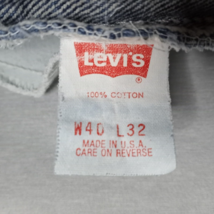 Levi's
100% COTTON
W40 L32
MADE IN U.S.A.
CARE ON REVERSE